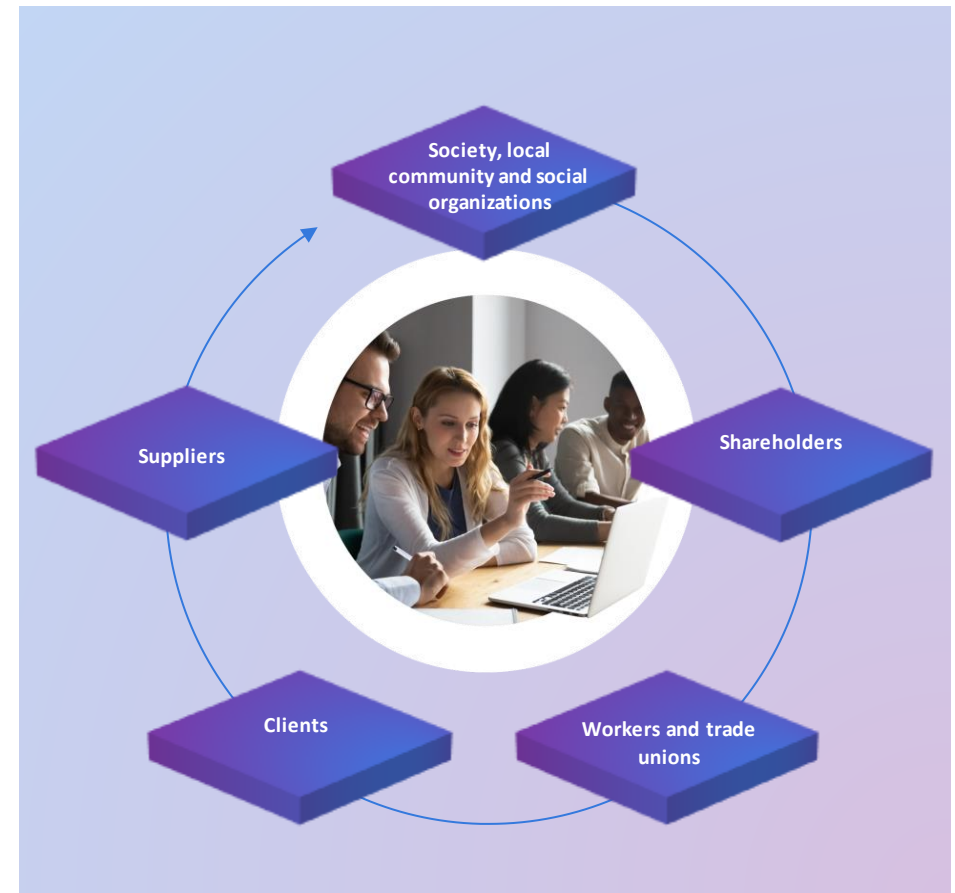 Society, local
community and social
organizations
Suppliers
Shareholders
Clients
Workers and trade
unions